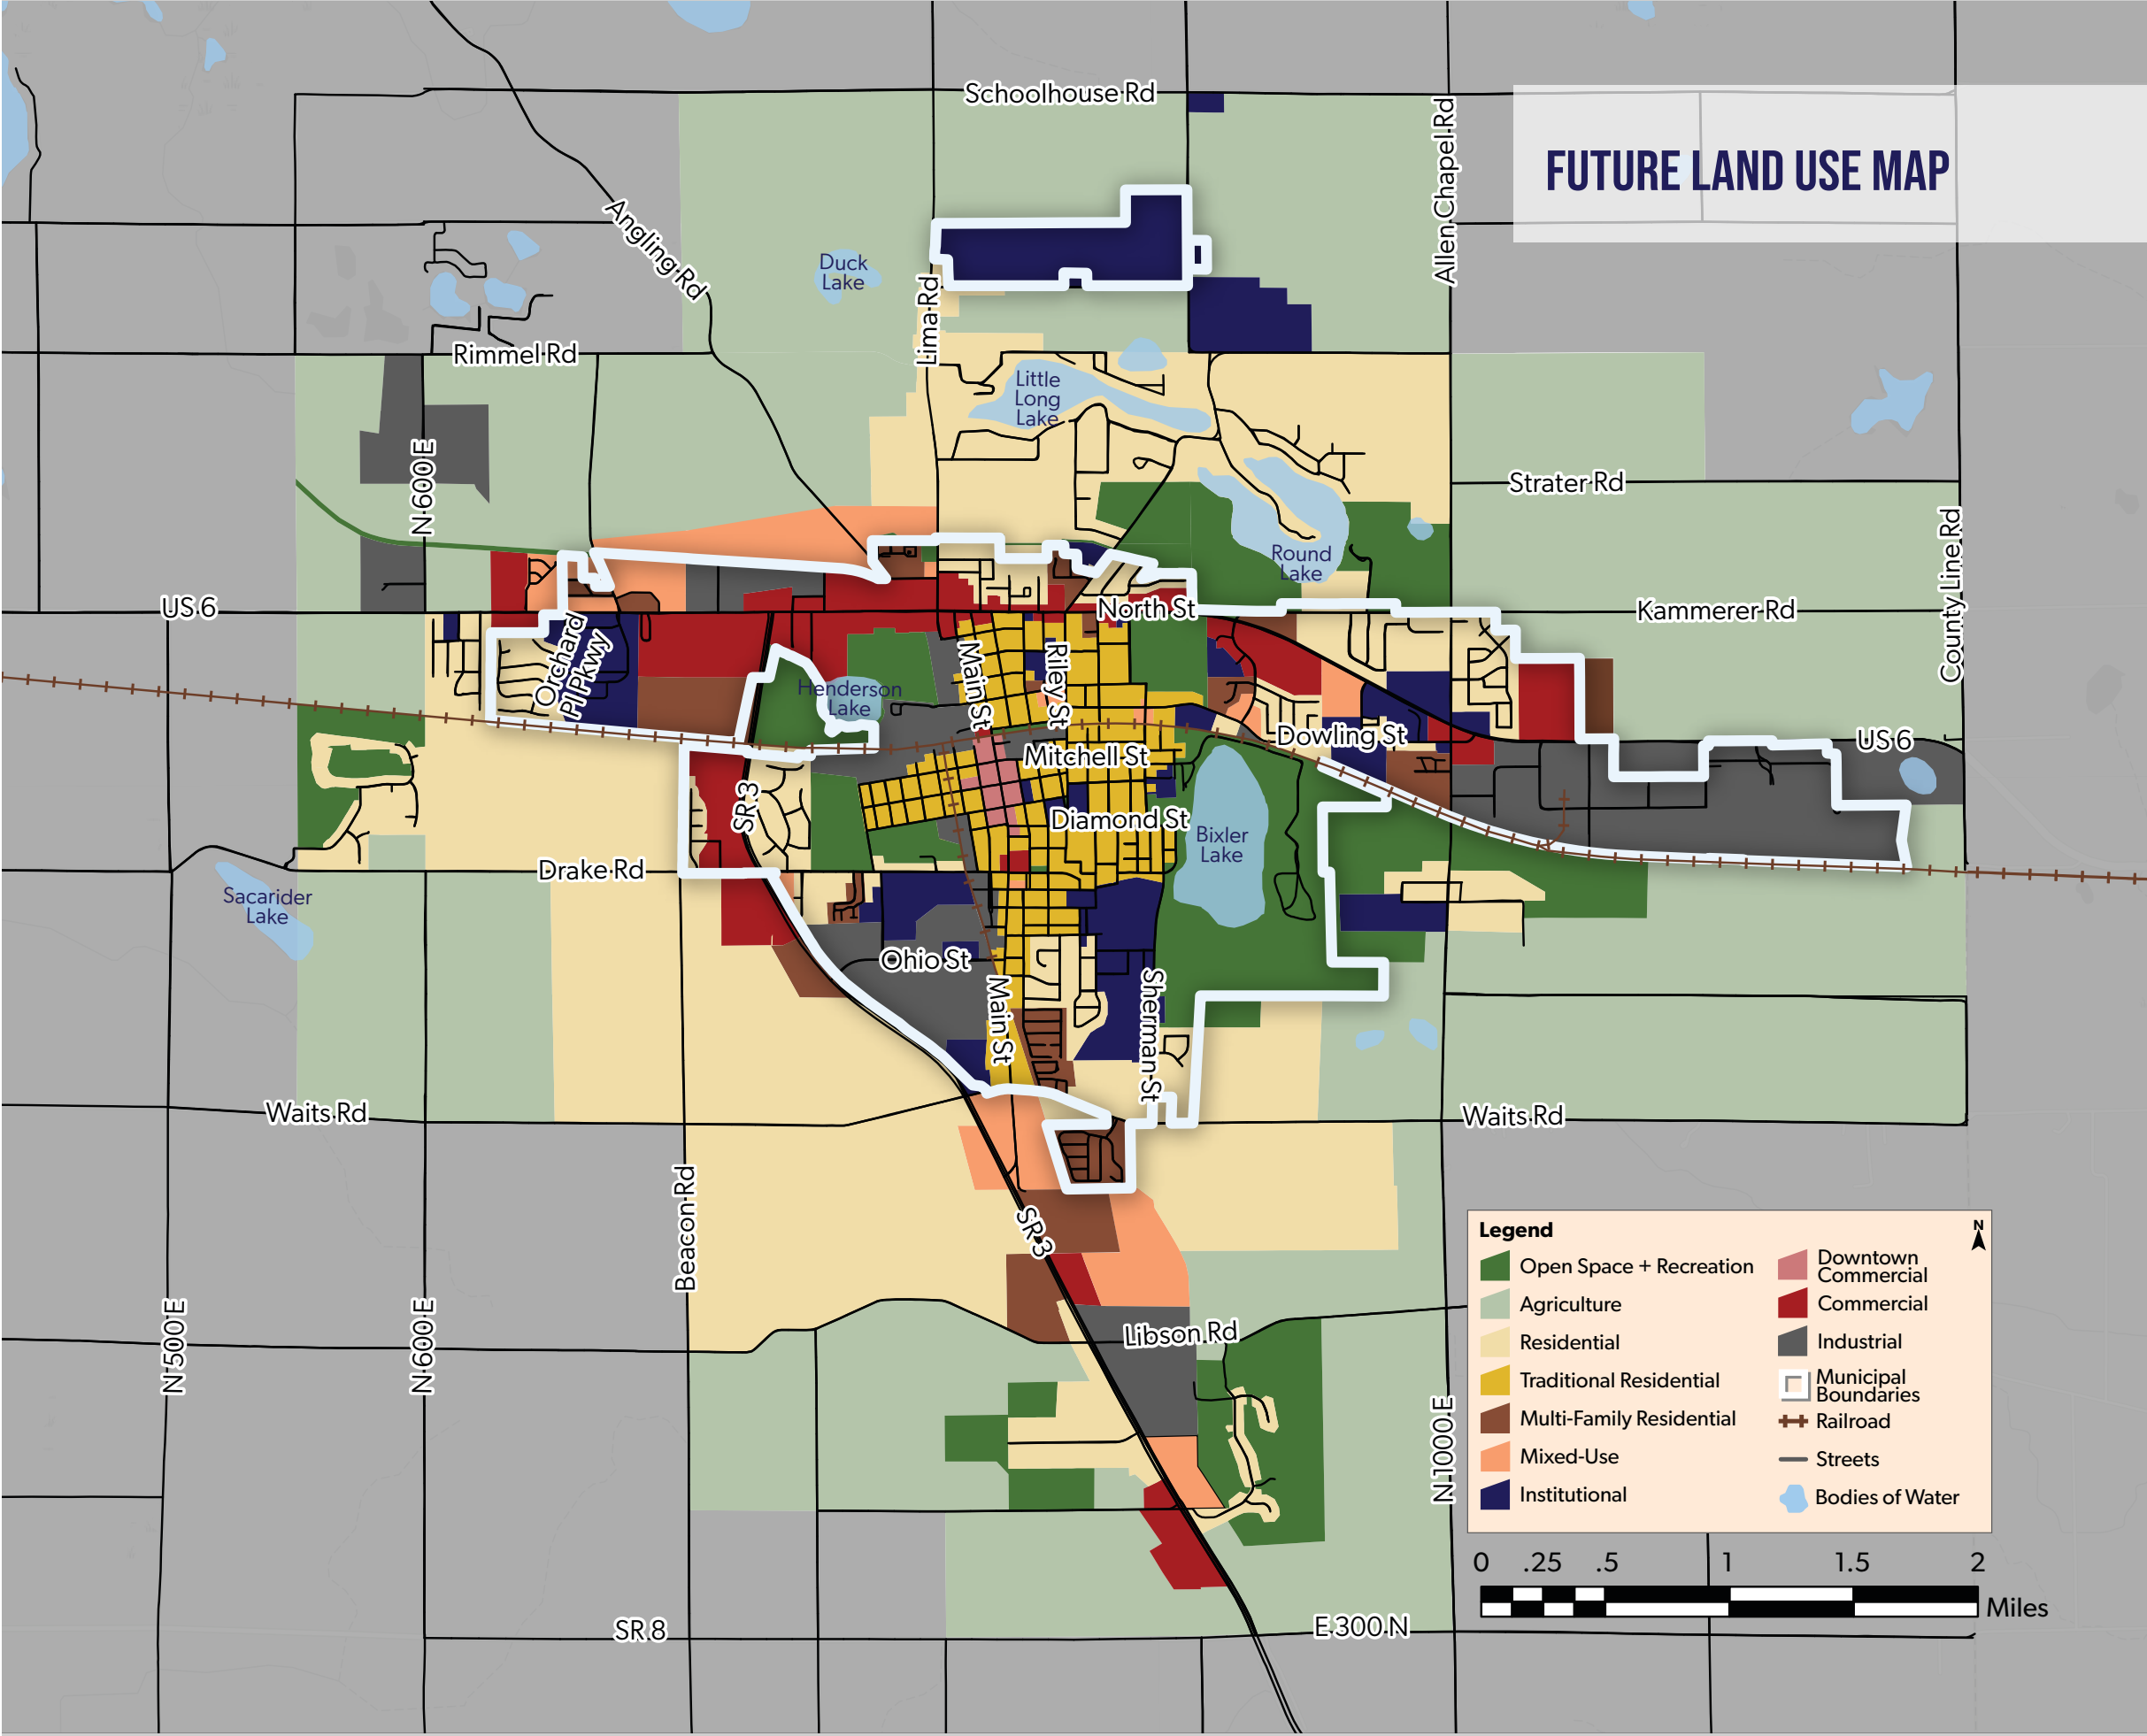 Schoolhouse Rd
FUTURE LAND USE MAP
Allen Chapel Rd
Angling Rd
Duck
Lake
Lima Rd
Rimmel Rd
Little
Long
Lake
N 600 E
Strater Rd
County Line Rd
Round
Lake
US 6
North St
Kammerer Rd
Orchard
Pl Pkwy
Main St
Riley St
Henderson
Lake
Dowling St
US 6
Mitchell St
SR 3
Diamond St
Bixler
Lake
Drake Rd
Sacarider
Lake
Ohio St
Main St
Sherman St
Waits Rd
Waits Rd
Beacon Rd
SR 3
N 500 E
N 600 E
Libson Rd
N 1000 E
Legend
N
Open Space + Recreation
Agriculture
Residential
Traditional Residential
Multi-Family Residential
Mixed-Use
Institutional
Downtown
Commercial
Commercial
Industrial
Municipal
Boundaries
Railroad
Streets
Bodies of Water
0 .25 .5 1 1.5 2
Miles
SR 8
E 300 N